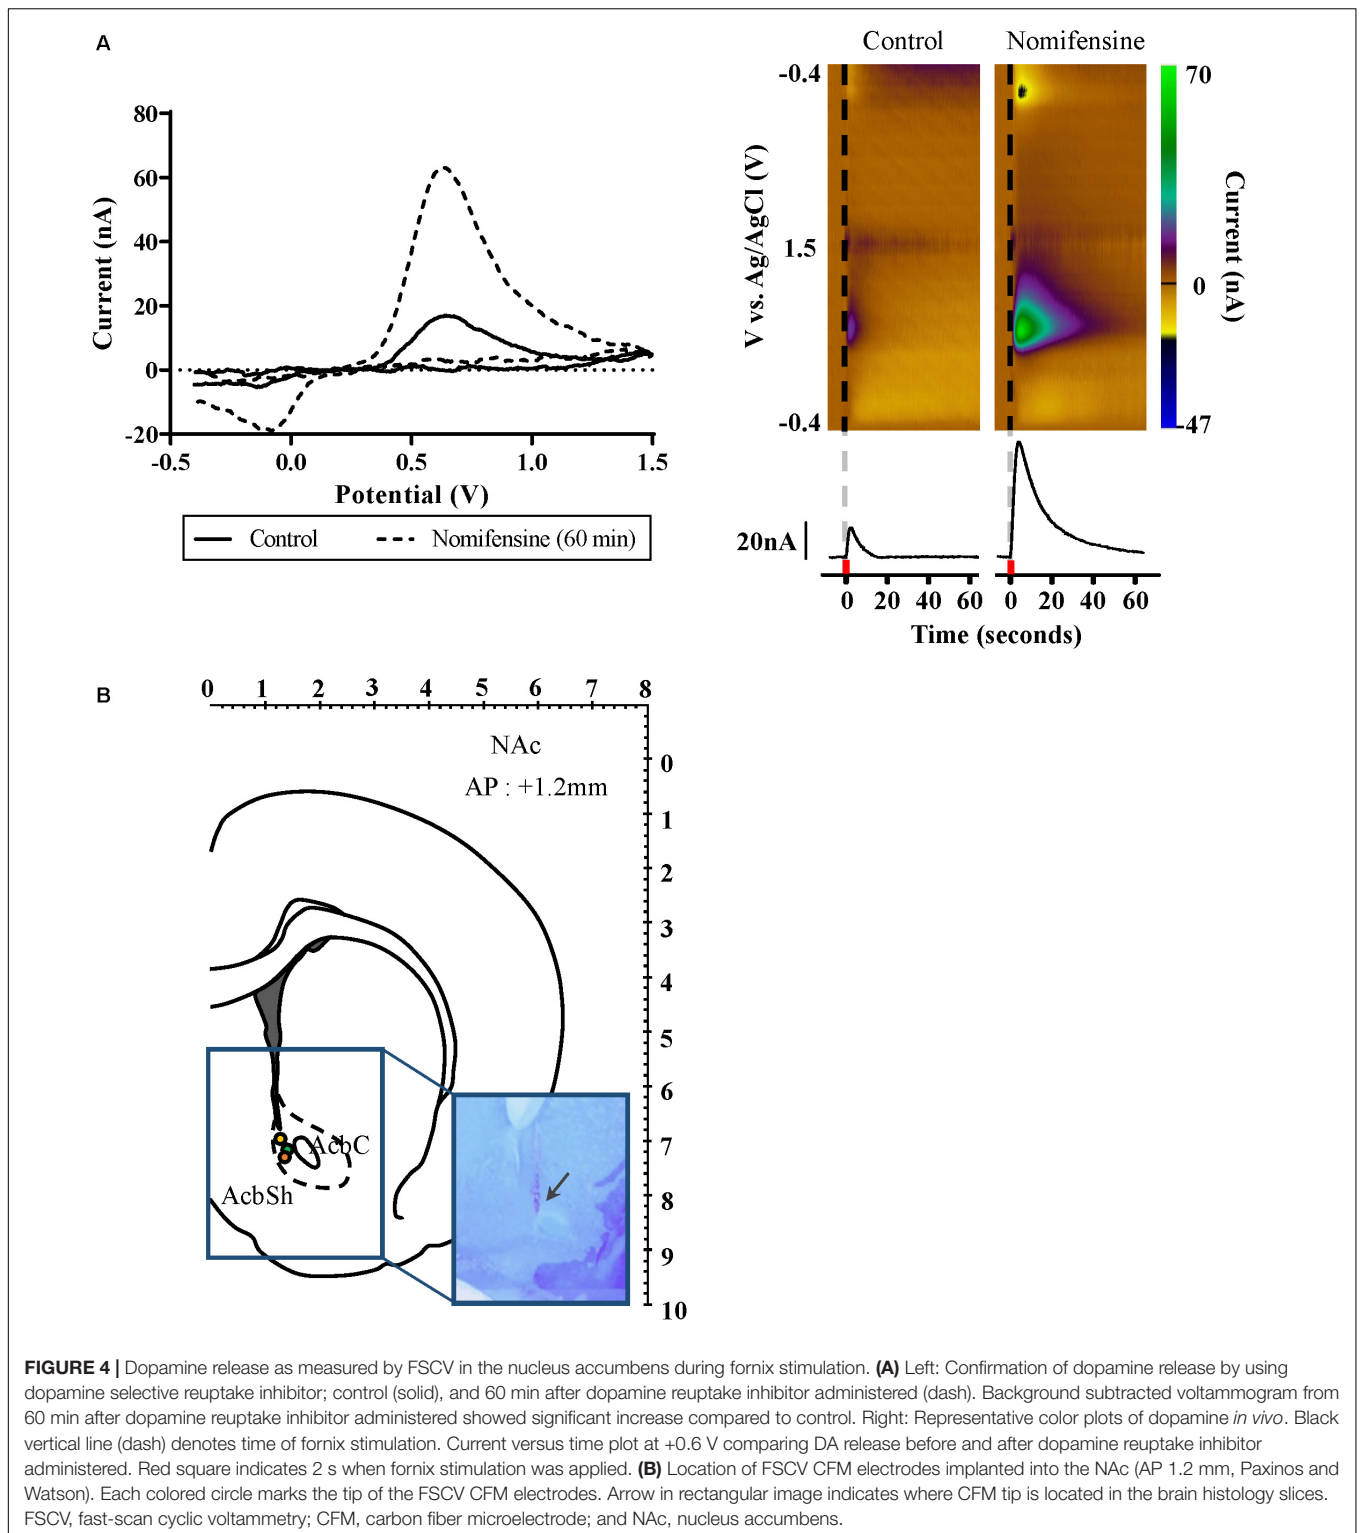 A
Control
Nomifensine
80
60
40
20
0
-20
Current (nA)
-0.5
0.0
0.5
1.0
1.5
Potential (V)
Control
Nomifensine (60 min)
-0.4
1.5
-0.4
V vs. Ag/AgCl (V)
70
0
-47
Current (nA)
20nA
0 20 40 60
0 20 40 60
Time (seconds)
B
0 1 2 3 4 5 6 7 8
NAc
AP : +1.2mm
0
1
2
3
4
5
6
7
8
9
10
AcbC
AcbSh
FIGURE 4 | Dopamine release as measured by FSCV in the nucleus accumbens during fornix stimulation. (A) Left: Confirmation of dopamine release by using
dopamine selective reuptake inhibitor; control (solid), and 60 min after dopamine reuptake inhibitor administered (dash). Background subtracted voltammogram from
60 min after dopamine reuptake inhibitor administered showed significant increase compared to control. Right: Representative color plots of dopamine in vivo. Black
vertical line (dash) denotes time of fornix stimulation. Current versus time plot at +0.6 V comparing DA release before and after dopamine reuptake inhibitor
administered. Red square indicates 2 s when fornix stimulation was applied. (B) Location of FSCV CFM electrodes implanted into the NAc (AP 1.2 mm, Paxinos and
Watson). Each colored circle marks the tip of the FSCV CFM electrodes. Arrow in rectangular image indicates where CFM tip is located in the brain histology slices.
FSCV, fast-scan cyclic voltammetry; CFM, carbon fiber microelectrode; and NAc, nucleus accumbens.